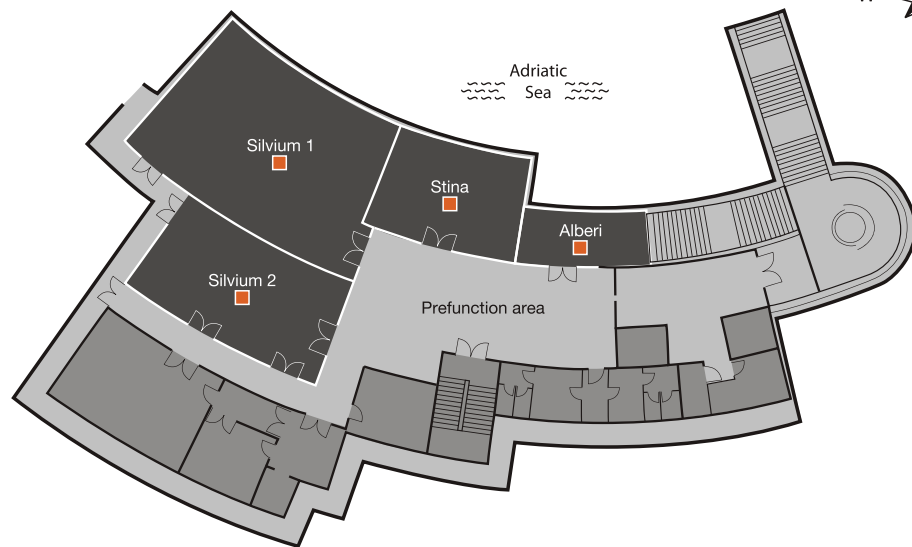 Adriatic
Sea
Silvium 1
Stina
Alberi
Silvium 2
Prefunction area